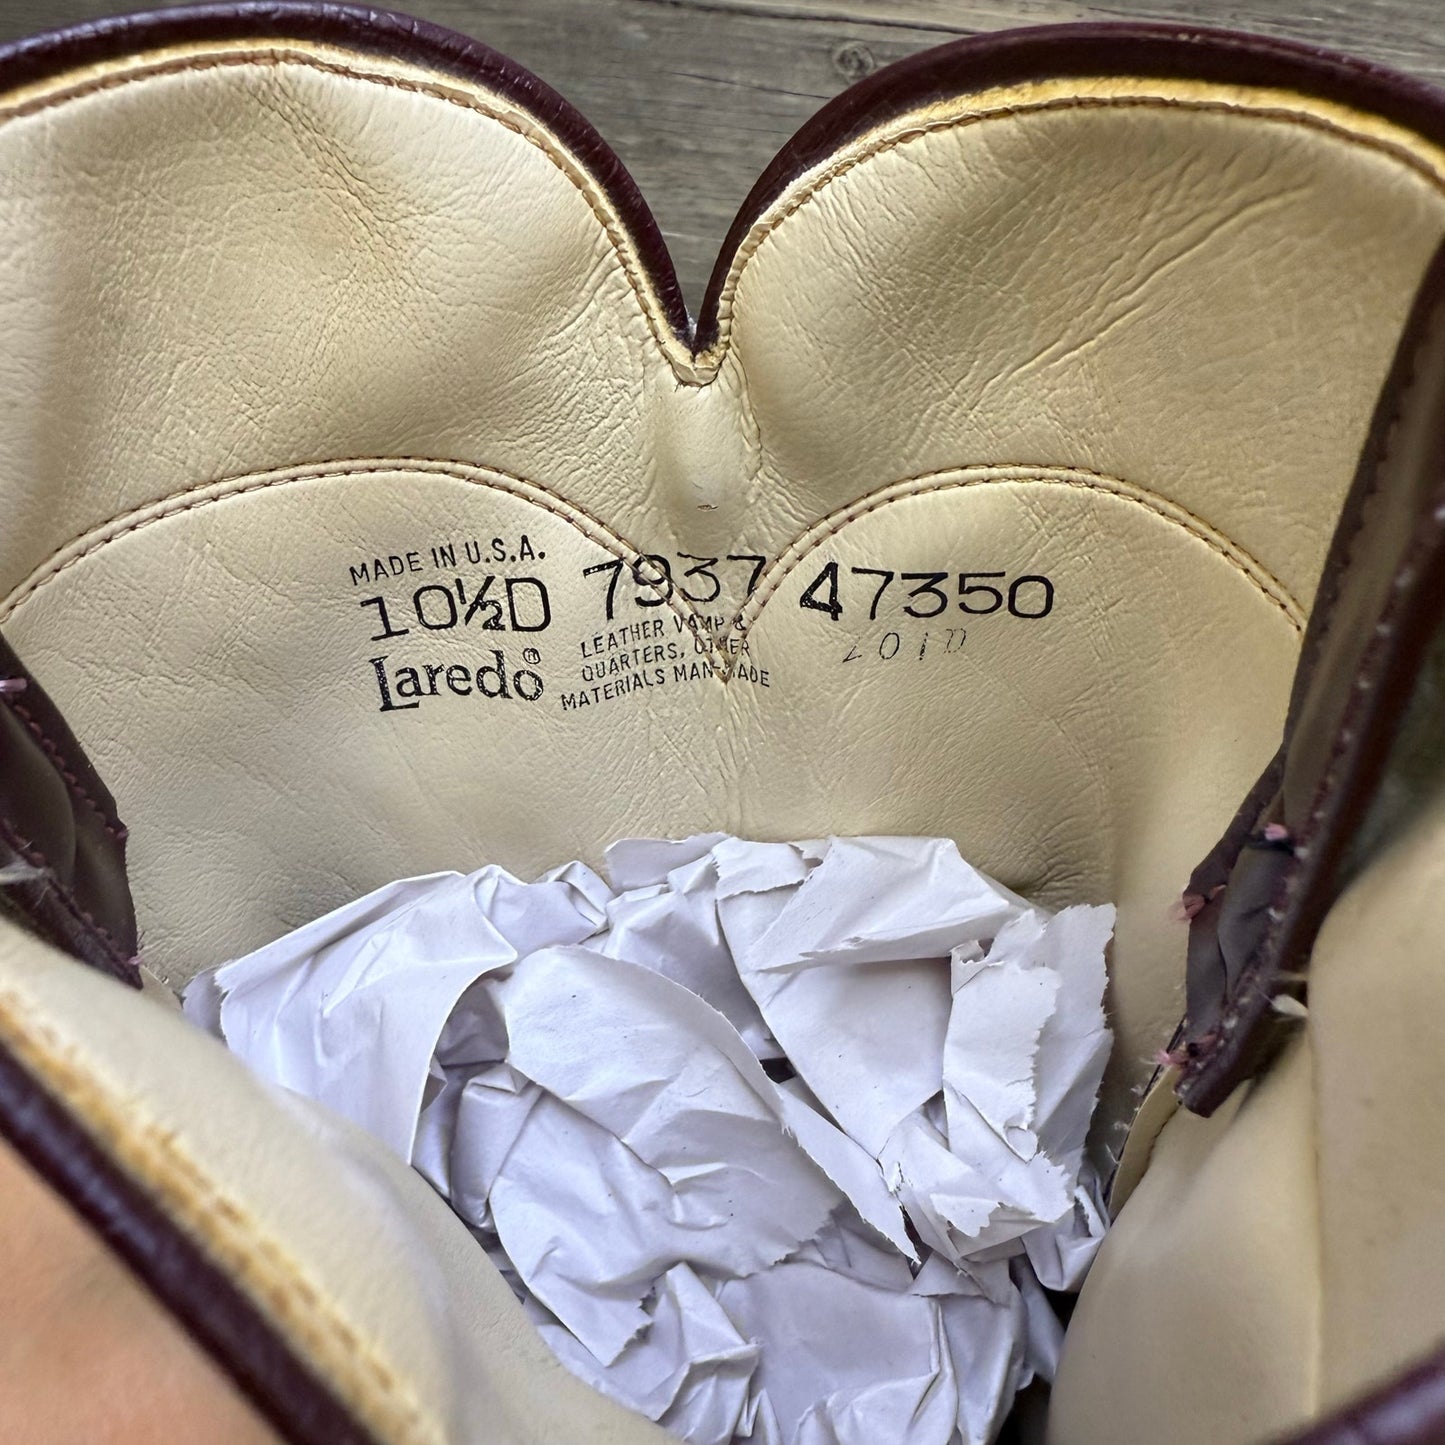 MADE IN U.S.A.
10½D 7937 47350
Laredo®
LEATHER VAMP &
QUARTERS, OTHER
MATERIALS MAN-MADE